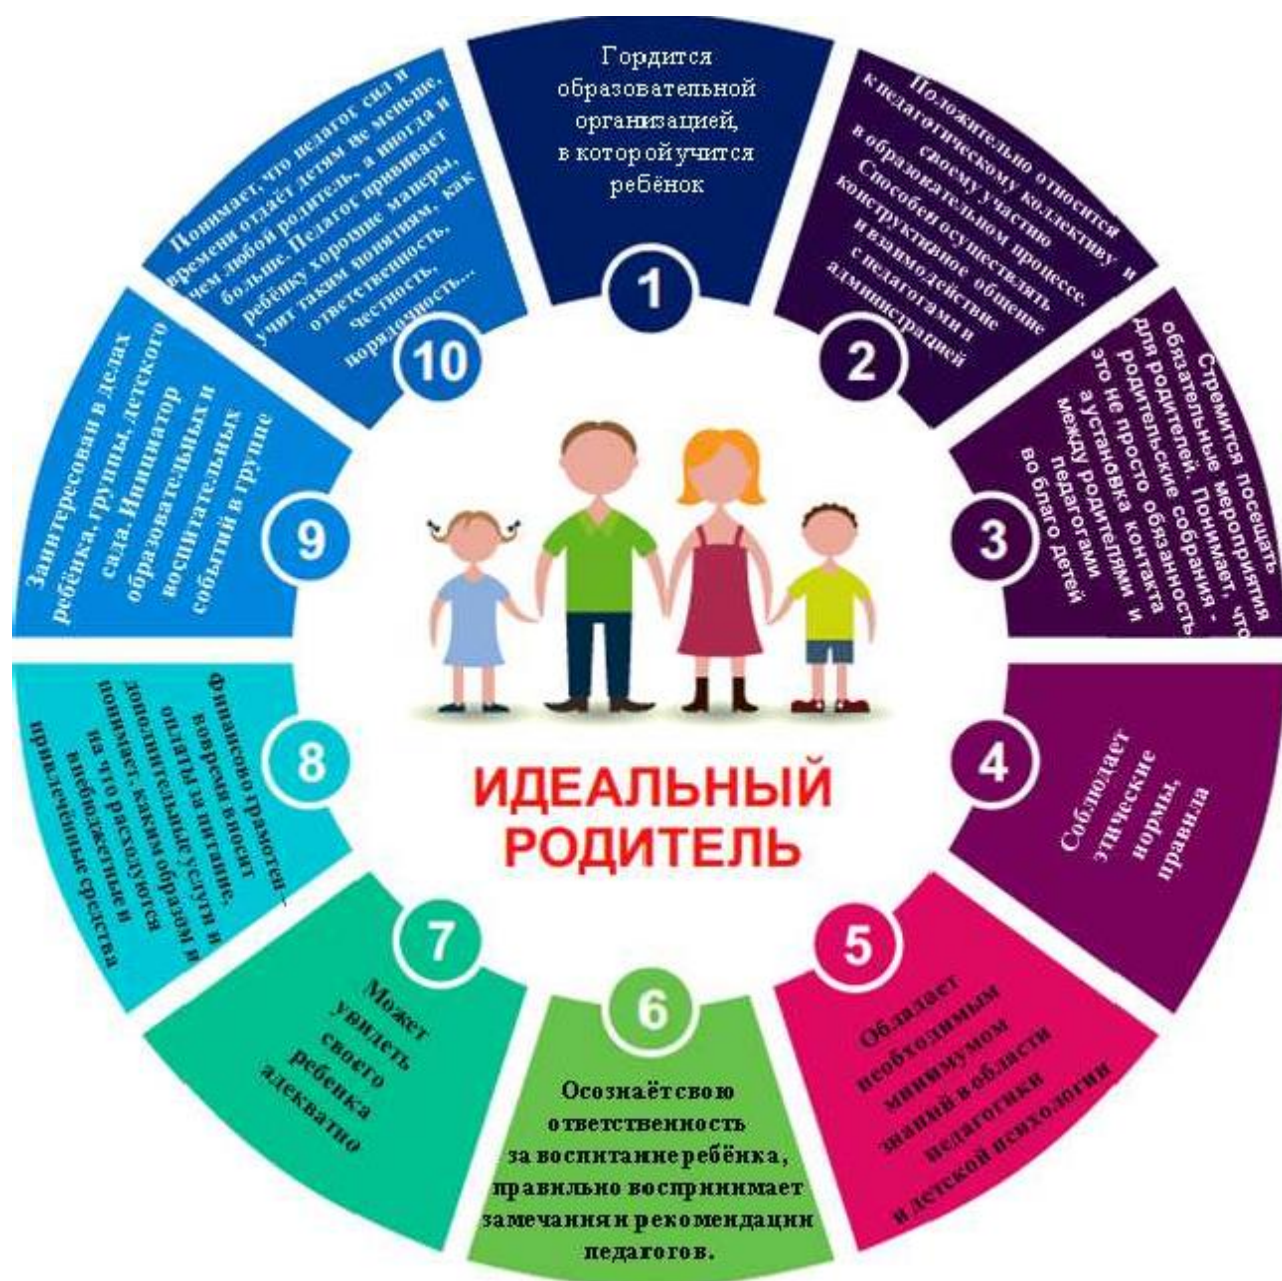 Гордится
образовательной
организацией,
в которой учится
ребёнок
1
Положительно относится
к педагогическому коллективу и
своему участию
в образовательном процессе.
Способен осуществлять
конструктивное общение
и взаимодействие
с педагогами и
администрацией
2
Стремится посещать
обязательные мероприятия
для родителей. Понимает, что
родительские собрания -
это не просто обязанность,
а установка контакта
между родителями и
педагогами
во благо детей
3
4
Соблюдает
этические
нормы,
правила
5
Обладает
необходимым
минимумом
знаний в области
педагогики
и детской психологии
6
Осознаёт свою
ответственность
за воспитание ребёнка,
правильно воспринимает
замечания и рекомендации
педагогов.
7
Может
увидеть
своего
ребенка
адекватно
8
Финансово грамотен –
вовремя вносит
оплаты за питание,
дополнительные услуги и
понимает, каким образом и
на что расходуются
внебюджетные и
привлечённые средства
9
Заинтересован в делах
ребёнка, группы, детского
сада. Инициатор
образовательных и
воспитательных
событий в группе
10
Понимает, что педагог сил и
времени отдаёт детям не меньше,
чем любой родитель, а иногда и
больше. Педагог прививает
ребёнку хорошие манеры,
учит таким понятиям, как
ответственность,
честность,
порядочность...
ИДЕАЛЬНЫЙ
РОДИТЕЛЬ